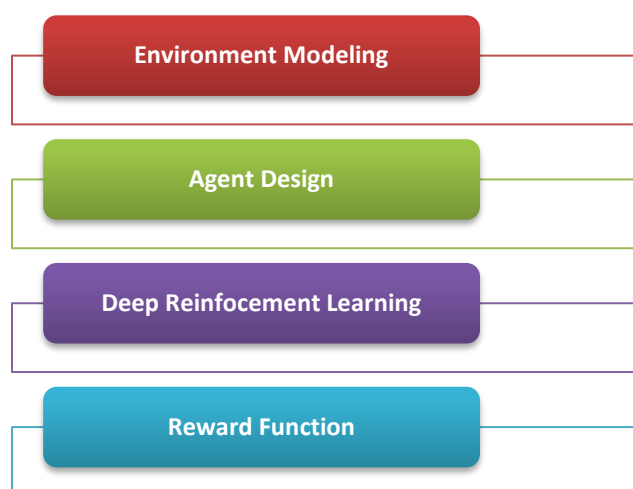 Environment Modeling
Agent Design
Deep Reinfocement Learning
Reward Function